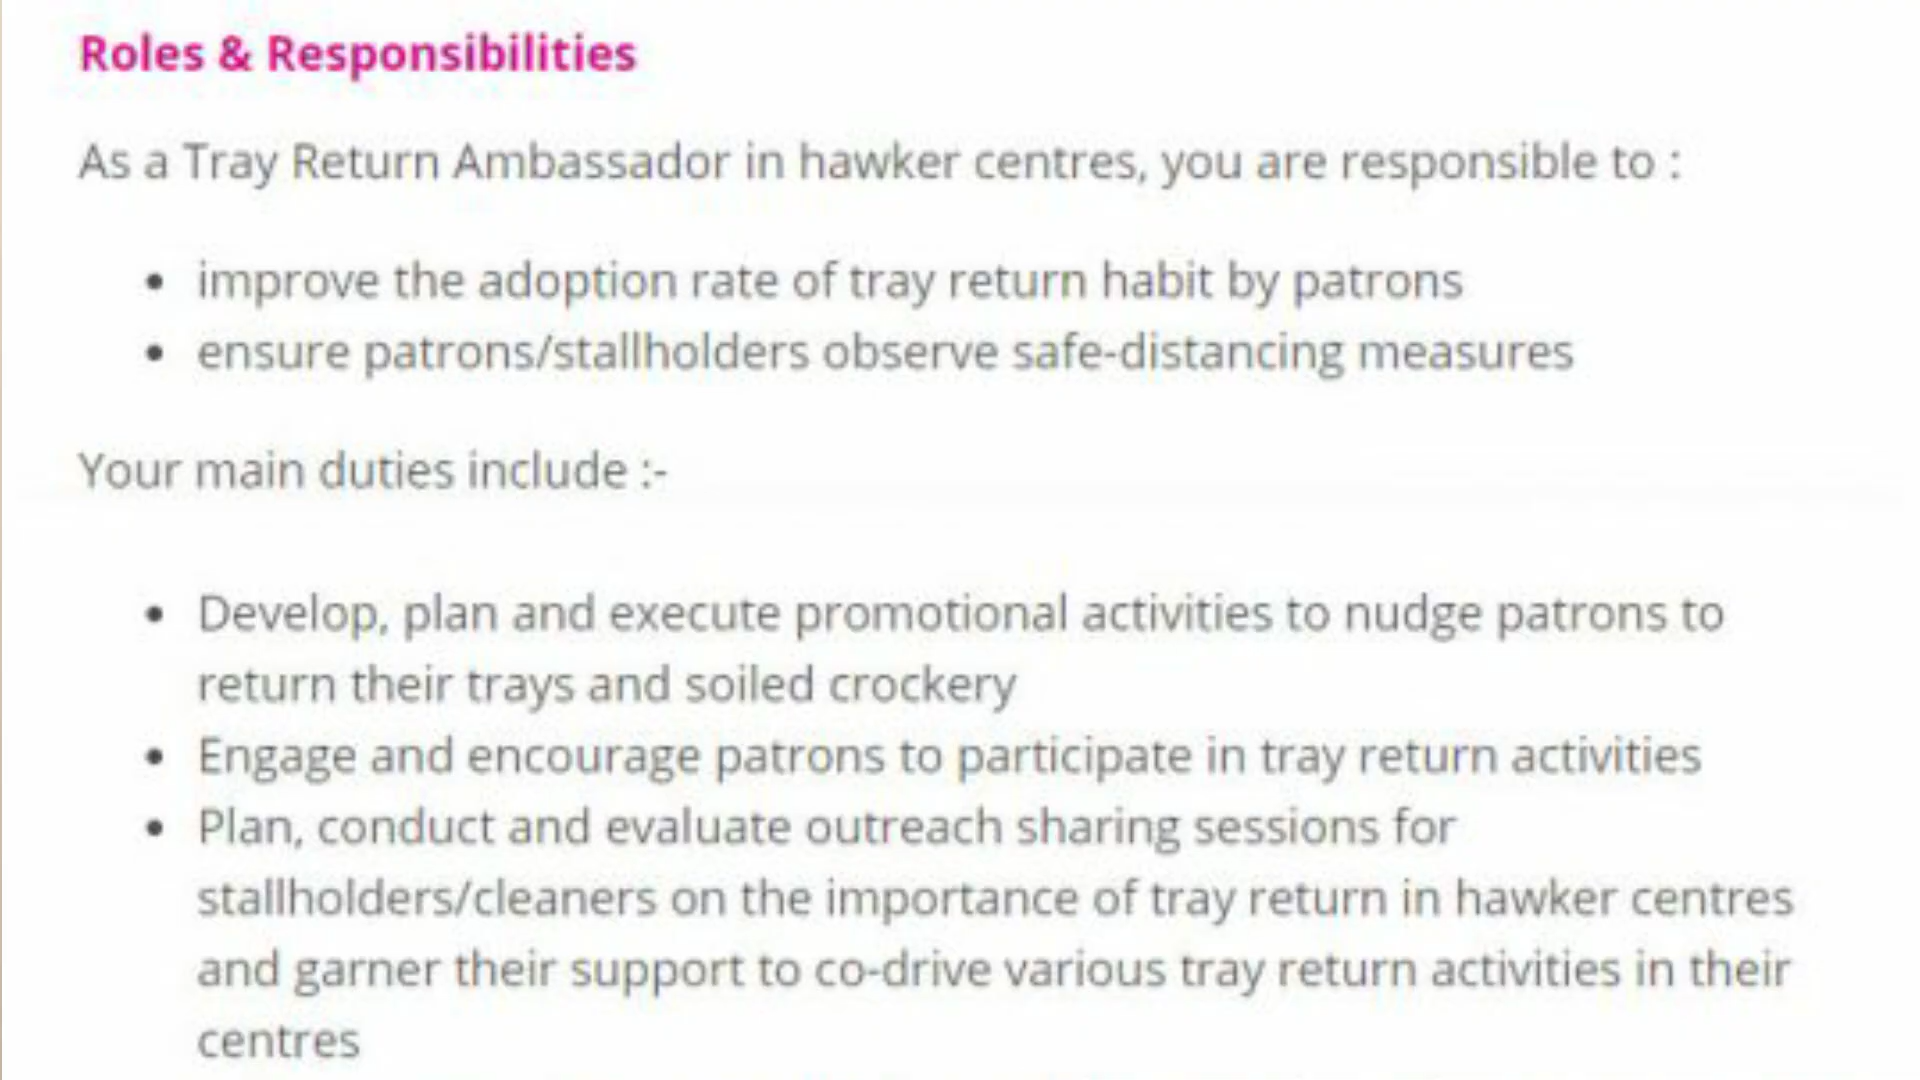 Roles & Responsibilities
As a Tray Return Ambassador in hawker centres, you are responsible to :
• improve the adoption rate of tray return habit by patrons
• ensure patrons/stallholders observe safe-distancing measures
Your main duties include :-
• Develop, plan and execute promotional activities to nudge patrons to
return their trays and soiled crockery
• Engage and encourage patrons to participate in tray return activities
• Plan, conduct and evaluate outreach sharing sessions for
stallholders/cleaners on the importance of tray return in hawker centres
and garner their support to co-drive various tray return activities in their
centres